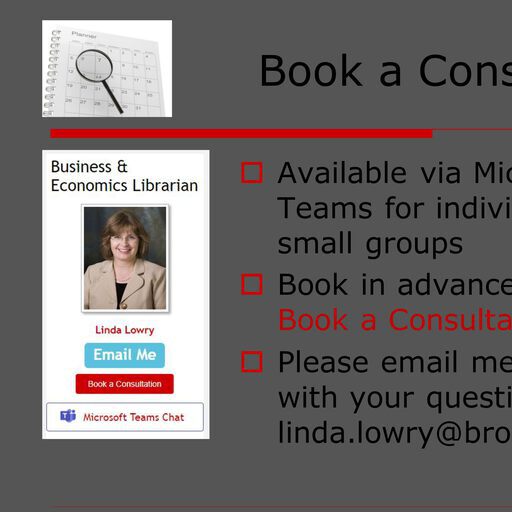 Planner
Book a Cons
Business &
Economics Librarian
Linda Lowry
Email Me
Book a Consultation
Microsoft Teams Chat
Available via Mic
Teams for indivi
small groups
Book in advance
Book a Consulta
Please email me
with your questi
linda.lowry@bro